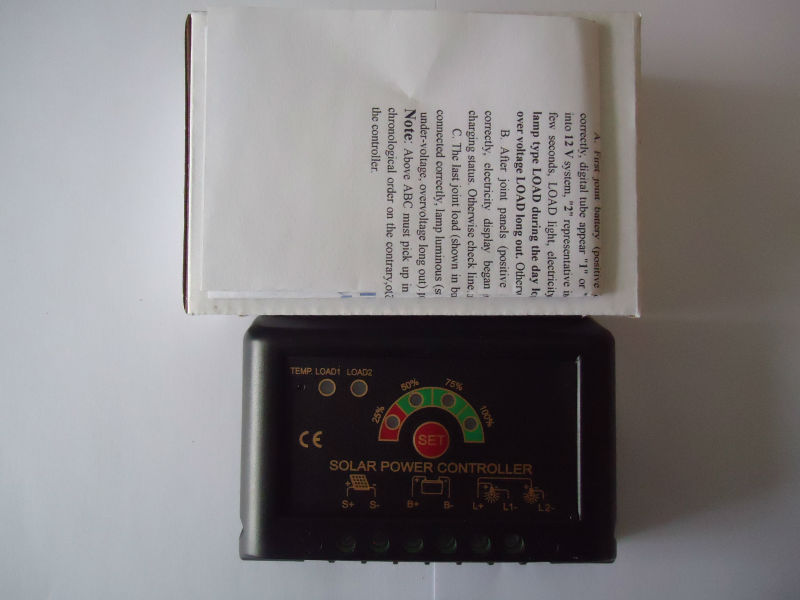 A. First joint battery (positive
correctly, digital tube appear "1" or
into 12 V system, "2" representative
few seconds, LOAD light, electricity
lamp type LOAD during the day
over voltage LOAD long out.
B. After joint panels (positive
correctly, electricity display began
charging status. Otherwise check line
C. The last joint load (shown in
connected correctly, lamp luminous
under-voltage, overvoltage long out)
Note: Above ABC must pick up in
chronological order on the contrary,
the controller.
TEMP. LOAD1 LOAD2
25% 50% 75% 100%
CE
SET
SOLAR POWER CONTROLLER
S+ S- B+ B- L+ L1- L2-